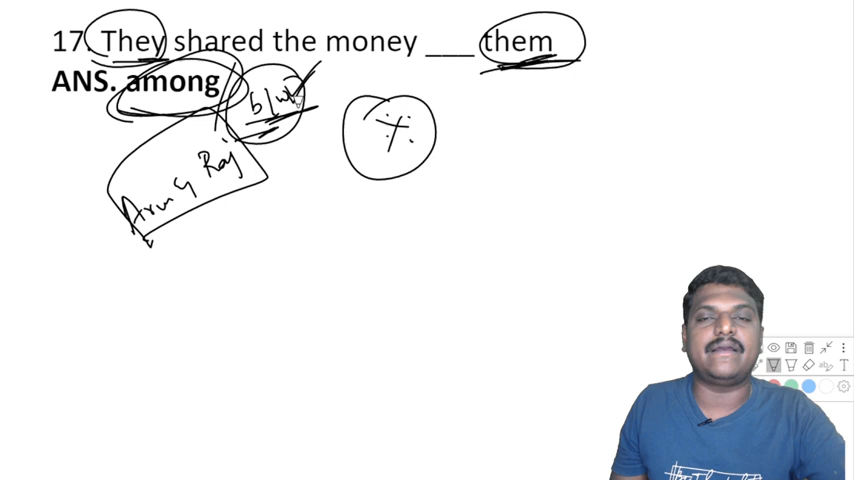 17. They shared the money ___ them
ANS. among
b/w
Arun & Raj